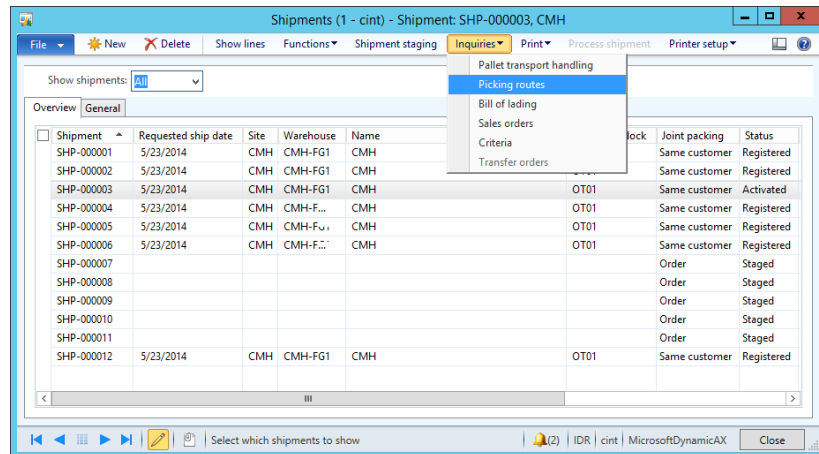 Shipments (1 - cint) - Shipment: SHP-000003, CMH
File New Delete Show lines Functions Shipment staging Inquiries Print Process shipment Printer setup
Pallet transport handling
Show shipments: All
Picking routes
Overview General
Bill of lading
Sales orders
Criteria
Transfer orders
Shipment Requested ship date Site Warehouse Name Joint packing Status
SHP-000001 5/23/2014 CMH CMH-FG1 CMH Same customer Registered
SHP-000002 5/23/2014 CMH CMH-FG1 CMH Same customer Registered
SHP-000003 5/23/2014 CMH CMH-FG1 CMH OT01 Same customer Activated
SHP-000004 5/23/2014 CMH CMH-F... CMH OT01 Same customer Registered
SHP-000005 5/23/2014 CMH CMH OT01 Same customer Registered
SHP-000006 5/23/2014 CMH CMH-F... CMH OT01 Same customer Registered
SHP-000007 Order Staged
SHP-000008 Order Staged
SHP-000009 Order Staged
SHP-000010 Order Staged
SHP-000011 Order Staged
SHP-000012 5/23/2014 CMH CMH-FG1 CMH OT01 Same customer Registered
Select which shipments to show (2) IDR cint MicrosoftDynamicAX Close